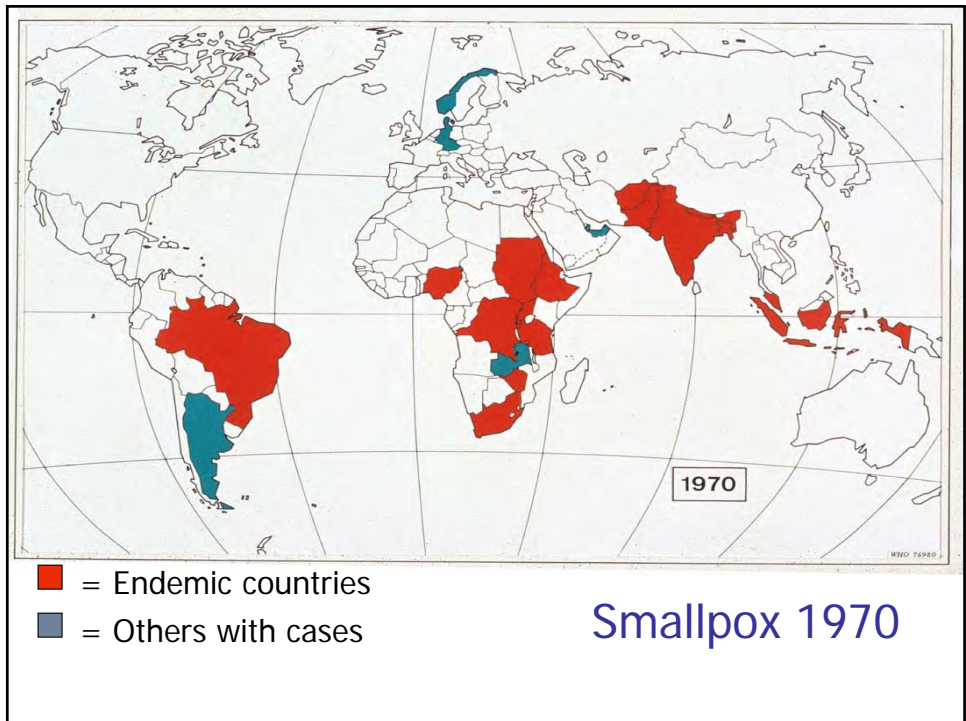 1970
WHO 76980
= Endemic countries
= Others with cases
Smallpox 1970